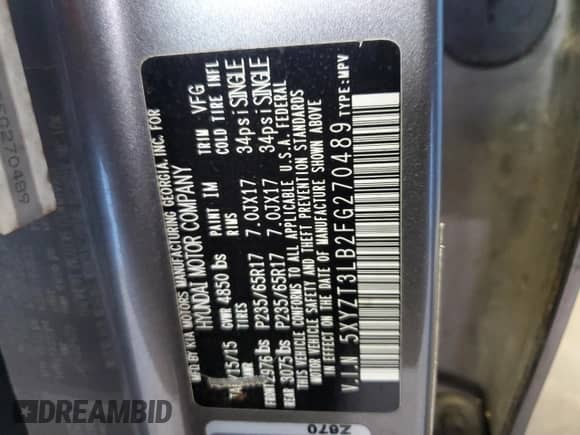 MFD BY KIA MOTORS MANUFACTURING GEORGIA, INC. FOR
HYUNDAI MOTOR COMPANY
15/15 PAINT IM TRIM VFG
GVWR 4850 lbs
TIRES RIMS COLD TIRE INFL
P235/65R17 7.0JX17 34psi SINGLE
P235/65R17 7.0JX17 34psi SINGLE
THIS VEHICLE CONFORMS TO ALL APPLICABLE U.S.A. FEDERAL
MOTOR VEHICLE SAFETY AND THEFT PREVENTION STANDARDS
IN EFFECT ON THE DATE OF MANUFACTURE SHOWN ABOVE
V.I.N 5XYZT3LB2FG270489 TYPE:MPV
Z670
270489
DREAMBID